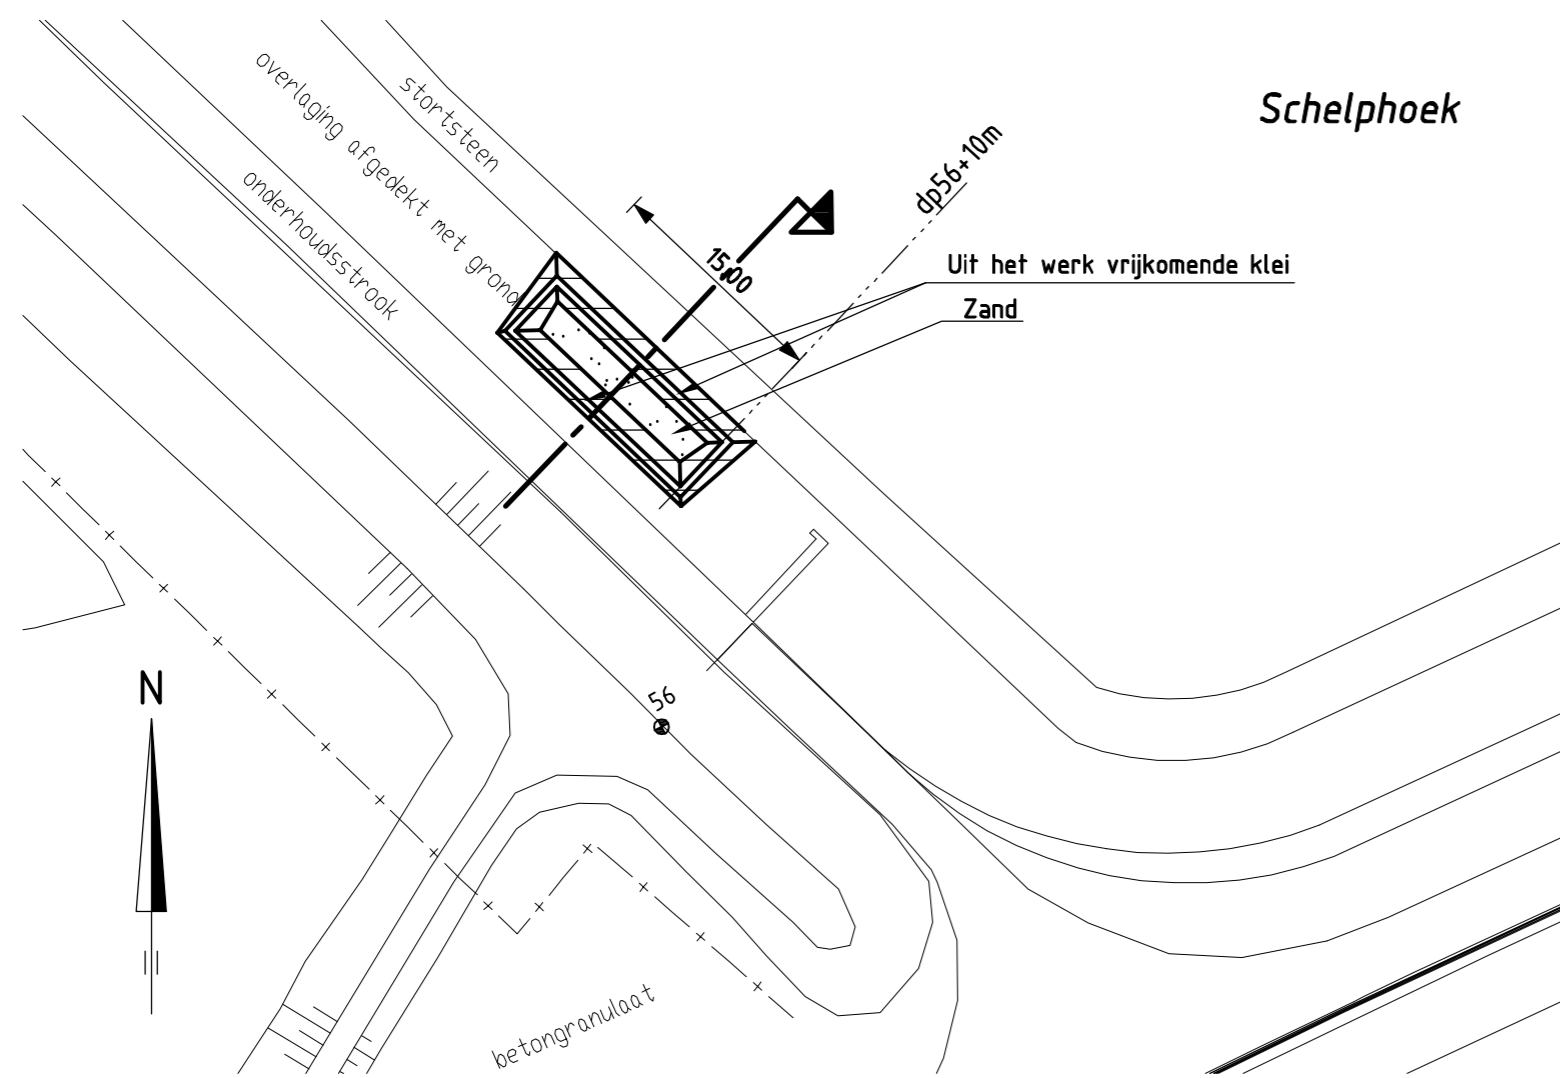 Schelphoek
stortsteen
overlaging afgedekt met grond
onderhoudsstrook
dp56+10m
15,00
Uit het werk vrijkomende klei
Zand
N
56
betongranulaat